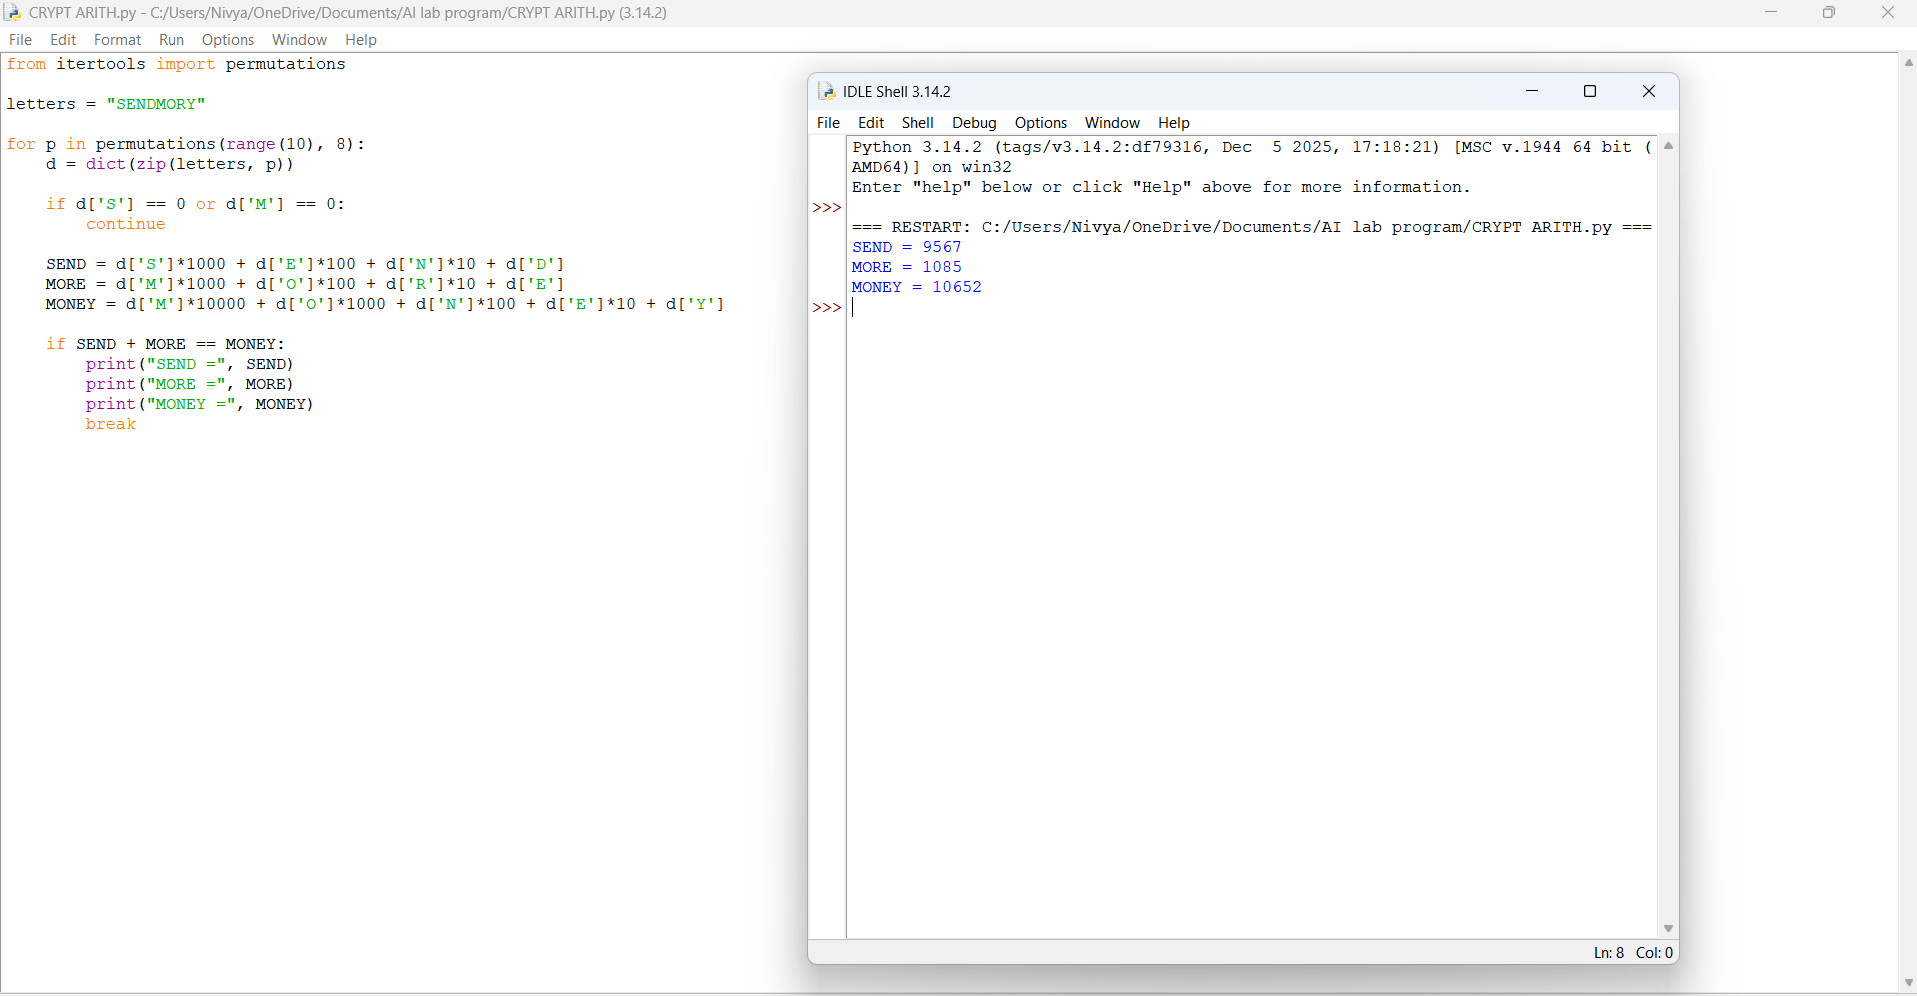 CRYPT ARITH.py - C:/Users/Nivya/OneDrive/Documents/AI lab program/CRYPT ARITH.py (3.14.2)
File Edit Format Run Options Window Help
from itertools import permutations
letters = "SENDMORY"
for p in permutations(range(10), 8):
    d = dict(zip(letters, p))
    if d['S'] == 0 or d['M'] == 0:
        continue
    SEND = d['S']*1000 + d['E']*100 + d['N']*10 + d['D']
    MORE = d['M']*1000 + d['O']*100 + d['R']*10 + d['E']
    MONEY = d['M']*10000 + d['O']*1000 + d['N']*100 + d['E']*10 + d['Y']
    if SEND + MORE == MONEY:
        print("SEND =", SEND)
        print("MORE =", MORE)
        print("MONEY =", MONEY)
        break
IDLE Shell 3.14.2
File Edit Shell Debug Options Window Help
Python 3.14.2 (tags/v3.14.2:df79316, Dec  5 2025, 17:18:21) [MSC v.1944 64 bit (
AMD64)] on win32
Enter "help" below or click "Help" above for more information.
>>>
=== RESTART: C:/Users/Nivya/OneDrive/Documents/AI lab program/CRYPT ARITH.py ===
SEND = 9567
MORE = 1085
MONEY = 10652
>>>
Ln: 8 Col: 0